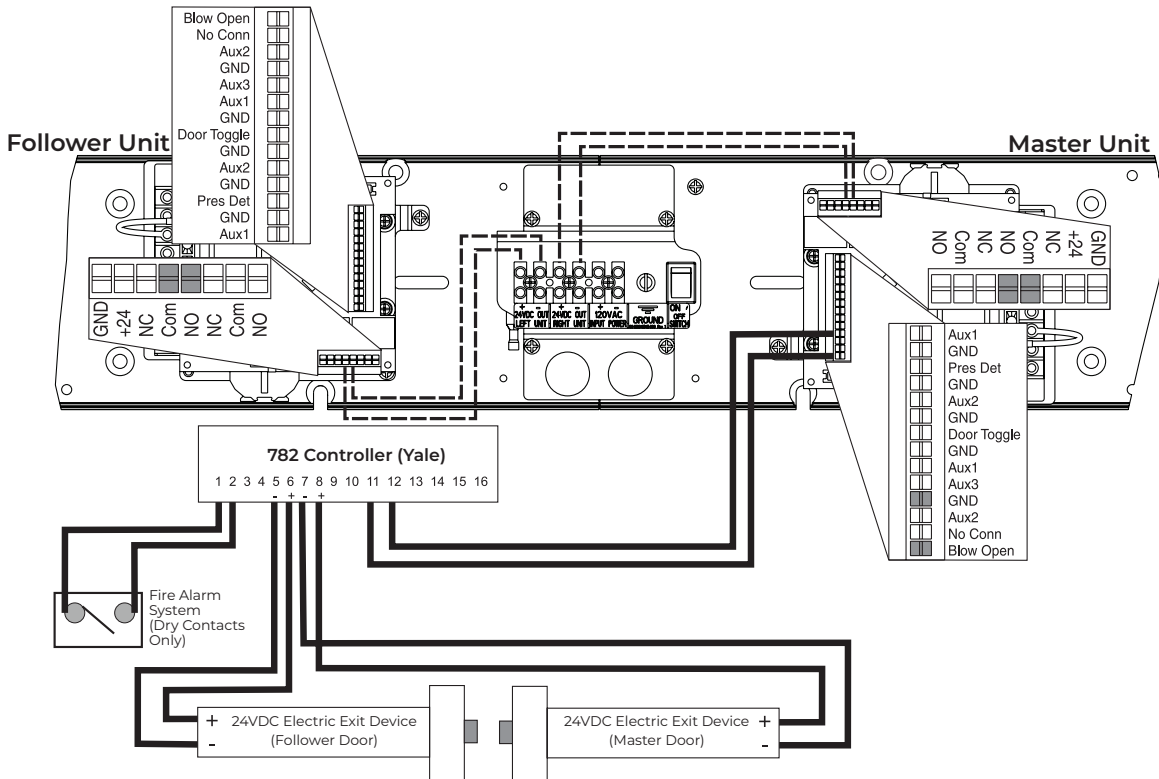 Blow Open
No Conn
Aux2
GND
Aux3
Aux1
GND
Door Toggle
GND
Aux2
GND
Pres Det
GND
Aux1
Follower Unit
Master Unit
GND
+24
NC
Com
NO
NC
Com
NO
NO
Com
NC
NO
Com
NC
+24
GND
+ - + - + -
24VDC OUT 24VDC OUT 120VAC
LEFT UNIT RIGHT UNIT INPUT POWER
GROUND
ON /
OFF
SWITCH
Aux1
GND
Pres Det
GND
Aux2
GND
Door Toggle
GND
Aux1
Aux3
GND
Aux2
No Conn
Blow Open
782 Controller (Yale)
1 2 3 4 5 6 7 8 9 10 11 12 13 14 15 16
- + - +
Fire Alarm
System
(Dry Contacts
Only)
+ 24VDC Electric Exit Device
- (Follower Door)
24VDC Electric Exit Device +
(Master Door) -